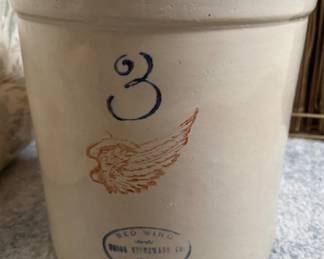 3
RED WING
UNION STONEWARE CO.